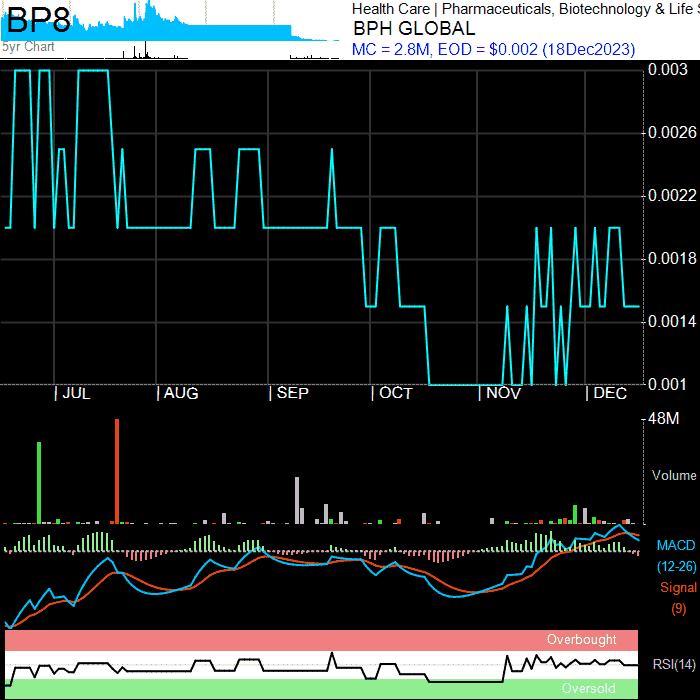 BP8
5yr Chart
Health Care | Pharmaceuticals, Biotechnology & Life S
BPH GLOBAL
MC = 2.8M, EOD = $0.002 (18Dec2023)
0.003
0.0026
0.0022
0.0018
0.0014
0.001
| JUL | AUG | SEP | OCT | NOV | DEC
48M
Volume
MACD
(12-26)
Signal
(9)
Overbought
RSI(14)
Oversold